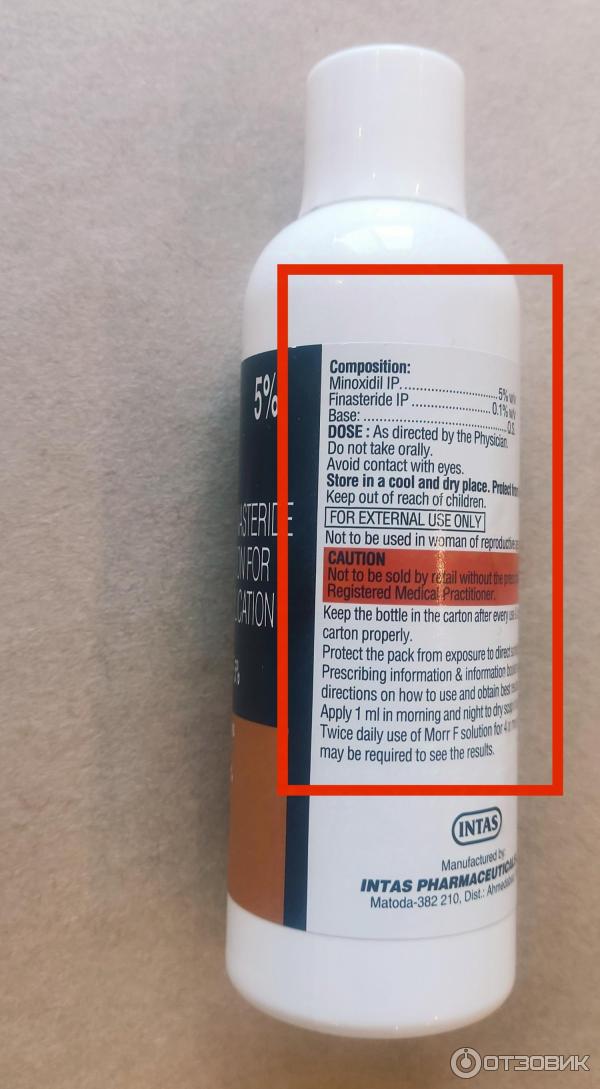 5%
ASTERIDE
ON FOR
ICATION
Composition:
Minoxidil IP..............................5% w/v
Finasteride IP ........................0.1% w/v
Base: ..........................................Q.S.
DOSE : As directed by the Physician.
Do not take orally.
Avoid contact with eyes.
Store in a cool and dry place. Protect from
Keep out of reach of children.
FOR EXTERNAL USE ONLY
Not to be used in woman of reproductive
CAUTION
Not to be sold by retail without the
Registered Medical Practitioner.
Keep the bottle in the carton after every use
carton properly.
Protect the pack from exposure to direct
Prescribing information & information
directions on how to use and obtain best
Apply 1 ml in morning and night to dry scalp
Twice daily use of Morr F solution for 4
may be required to see the results.
INTAS
Manufactured by:
INTAS PHARMACEUTICALS
Matoda-382 210, Dist.:
ОТЗОВИК